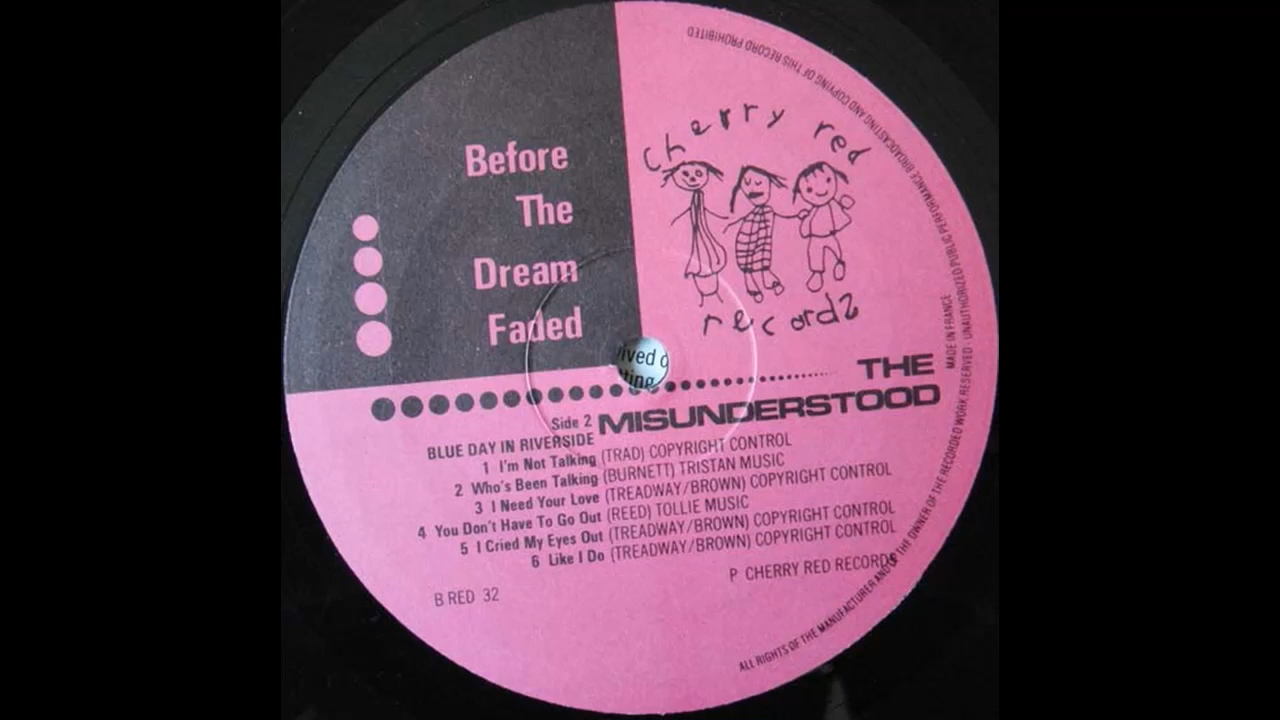 Before
The
Dream
Faded
cherry red
records
THE
MISUNDERSTOOD
Side 2
BLUE DAY IN RIVERSIDE
1 I'm Not Talking (TRAD) COPYRIGHT CONTROL
2 Who's Been Talking (BURNETT) TRISTAN MUSIC
3 I Need Your Love (TREADWAY/BROWN) COPYRIGHT CONTROL
4 You Don't Have To Go Out (REED) TOLLIE MUSIC
5 I Cried My Eyes Out (TREADWAY/BROWN) COPYRIGHT CONTROL
6 Like I Do (TREADWAY/BROWN) COPYRIGHT CONTROL
P CHERRY RED RECORDS
B RED 32
MADE IN FRANCE
ALL RIGHTS OF THE MANUFACTURER AND OF THE OWNER OF THE RECORDED WORK RESERVED · UNAUTHORIZED PUBLIC PERFORMANCE BROADCASTING AND COPYING OF THIS RECORD PROHIBITED